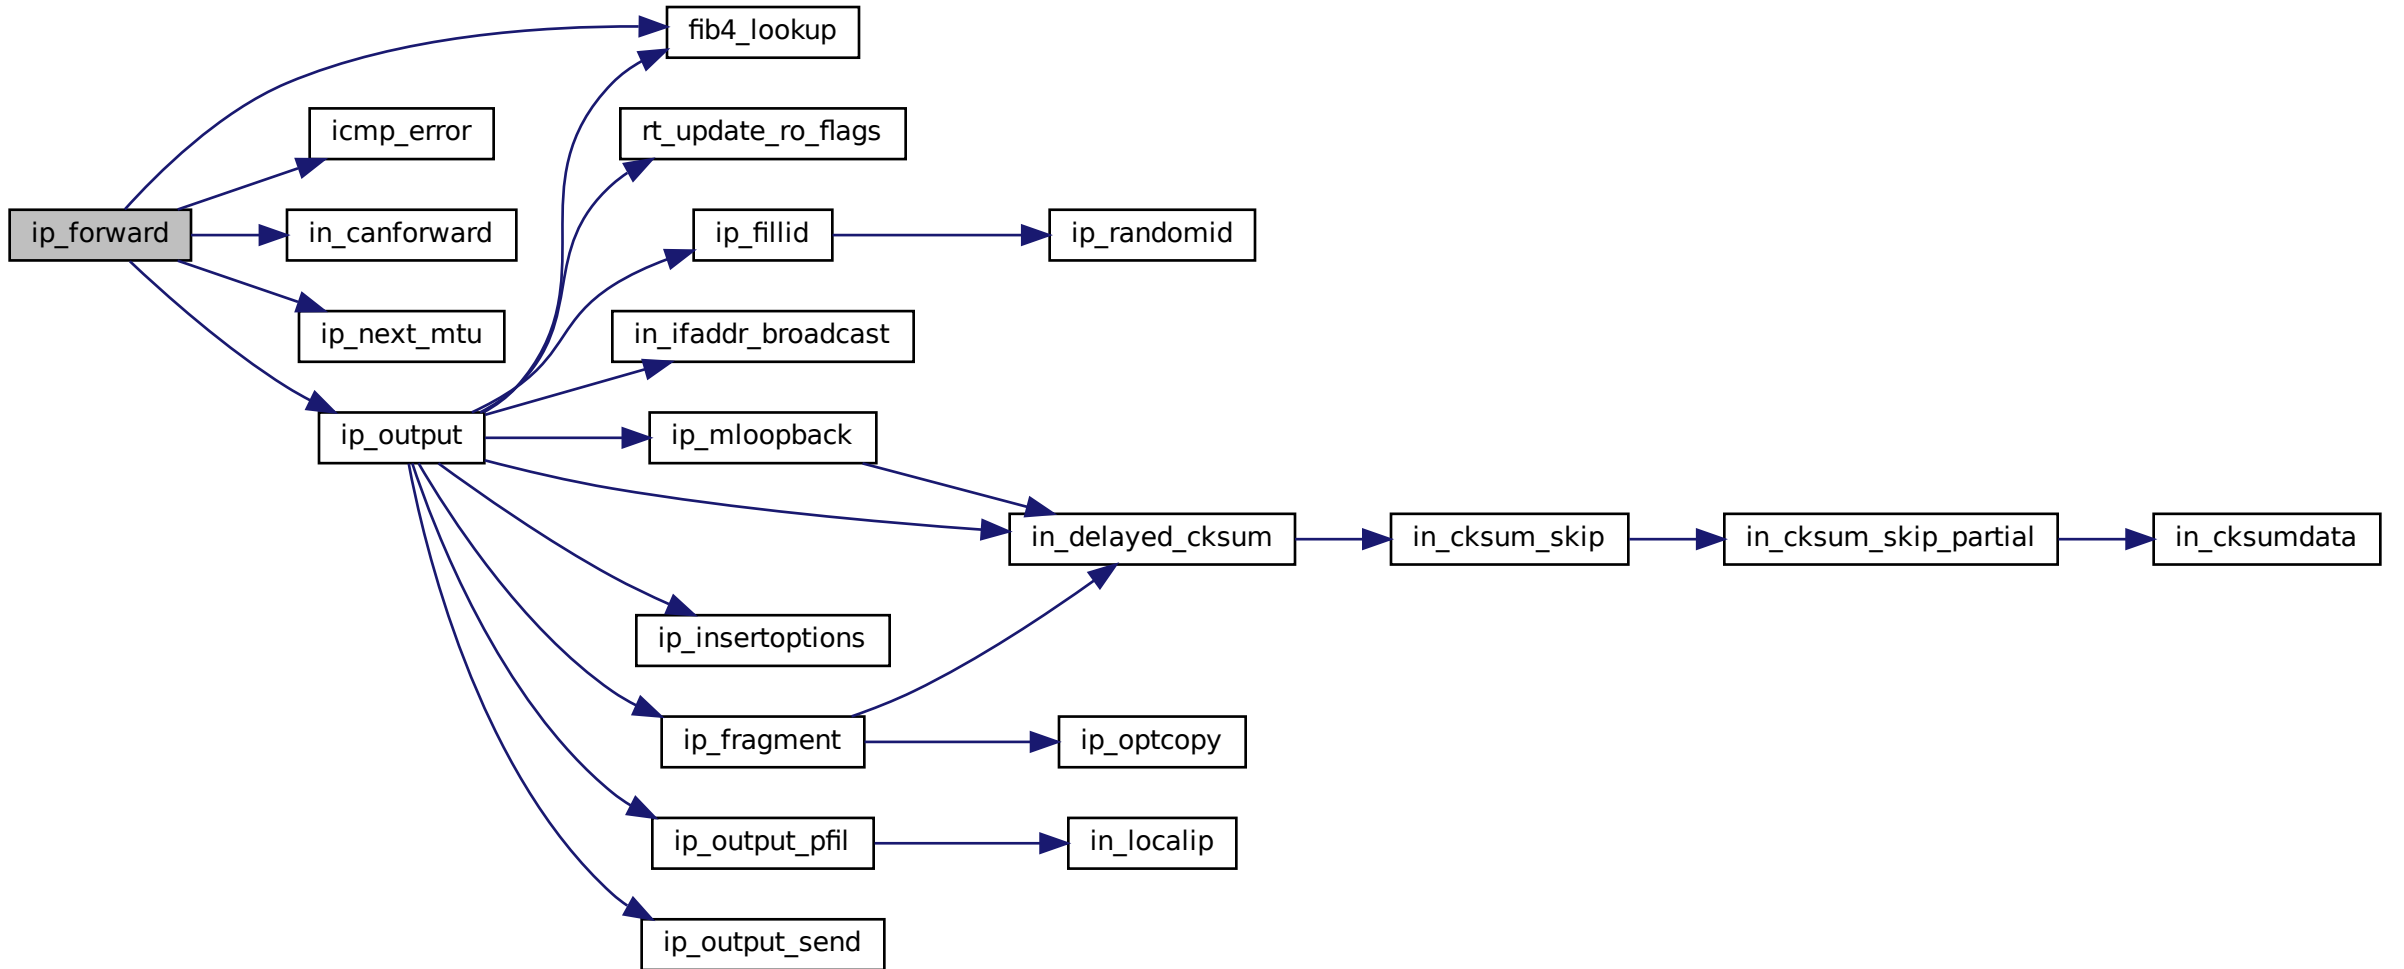 fib4_lookup
icmp_error
rt_update_ro_flags
ip_forward
in_canforward
ip_fillid
ip_randomid
ip_next_mtu
in_ifaddr_broadcast
ip_output
ip_mloopback
in_delayed_cksum
in_cksum_skip
in_cksum_skip_partial
in_cksumdata
ip_insertoptions
ip_fragment
ip_optcopy
ip_output_pfil
in_localip
ip_output_send